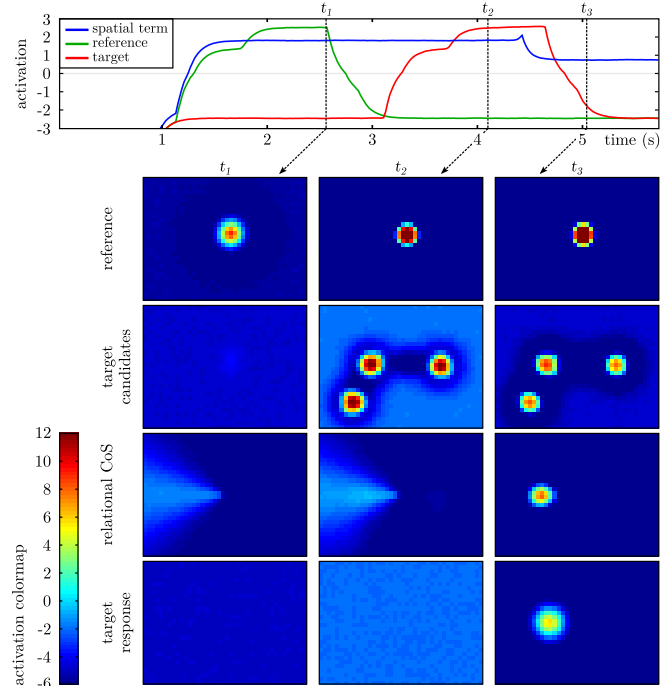 t1 t2 t3
3
2
1
0
-1
-2
-3
activation
spatial term
reference
target
1 2 3 4 5 time (s)
t1 t2 t3
reference
target
candidates
relational CoS
target
response
activation colormap
12
10
8
6
4
2
0
-2
-4
-6